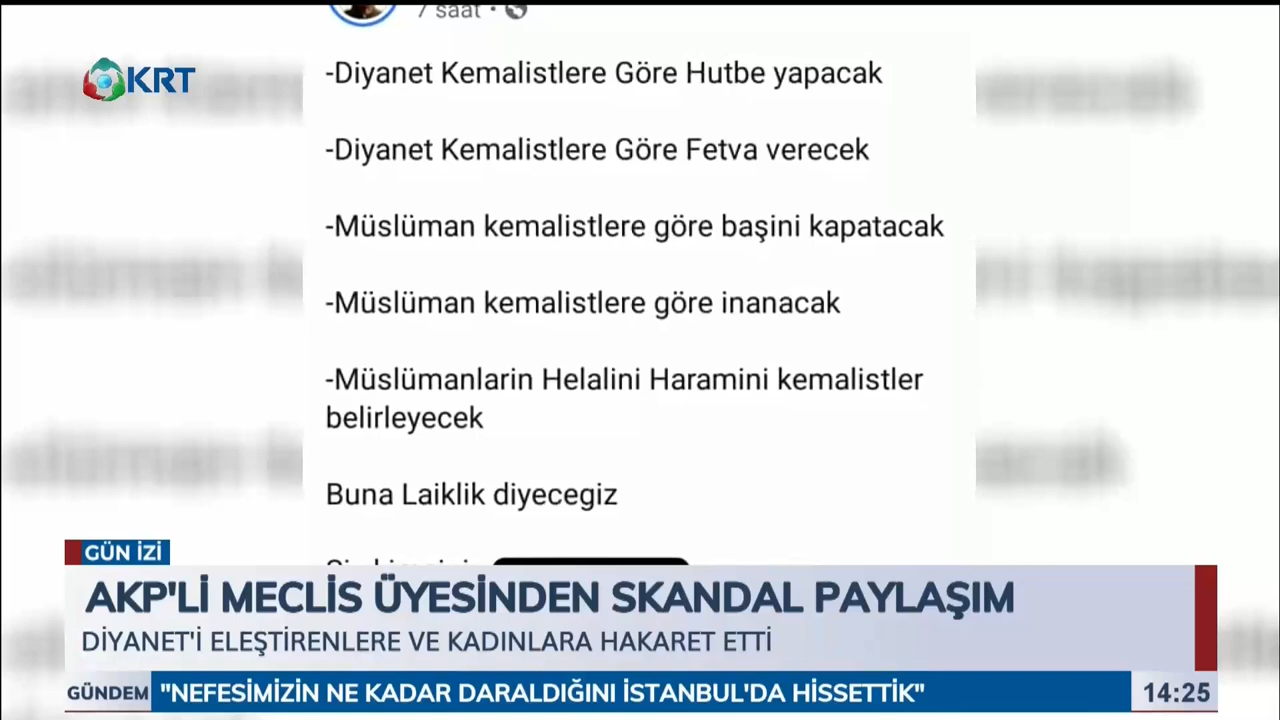 7 saat
KRT
-Diyanet Kemalistlere Göre Hutbe yapacak
-Diyanet Kemalistlere Göre Fetva verecek
-Müslüman kemalistlere göre başini kapatacak
-Müslüman kemalistlere göre inanacak
-Müslümanlarin Helalini Haramini kemalistler
belirleyecek
Buna Laiklik diyecegiz
GÜN İZİ
AKP'Lİ MECLİS ÜYESİNDEN SKANDAL PAYLAŞIM
DİYANET'İ ELEŞTİRENLERE VE KADINLARA HAKARET ETTİ
GÜNDEM "NEFESİMİZİN NE KADAR DARALDIĞINI İSTANBUL'DA HİSSETTİK" 14:25